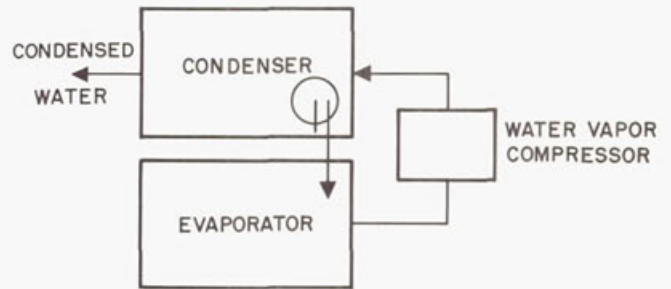 CONDENSED
WATER
CONDENSER
WATER VAPOR
COMPRESSOR
EVAPORATOR